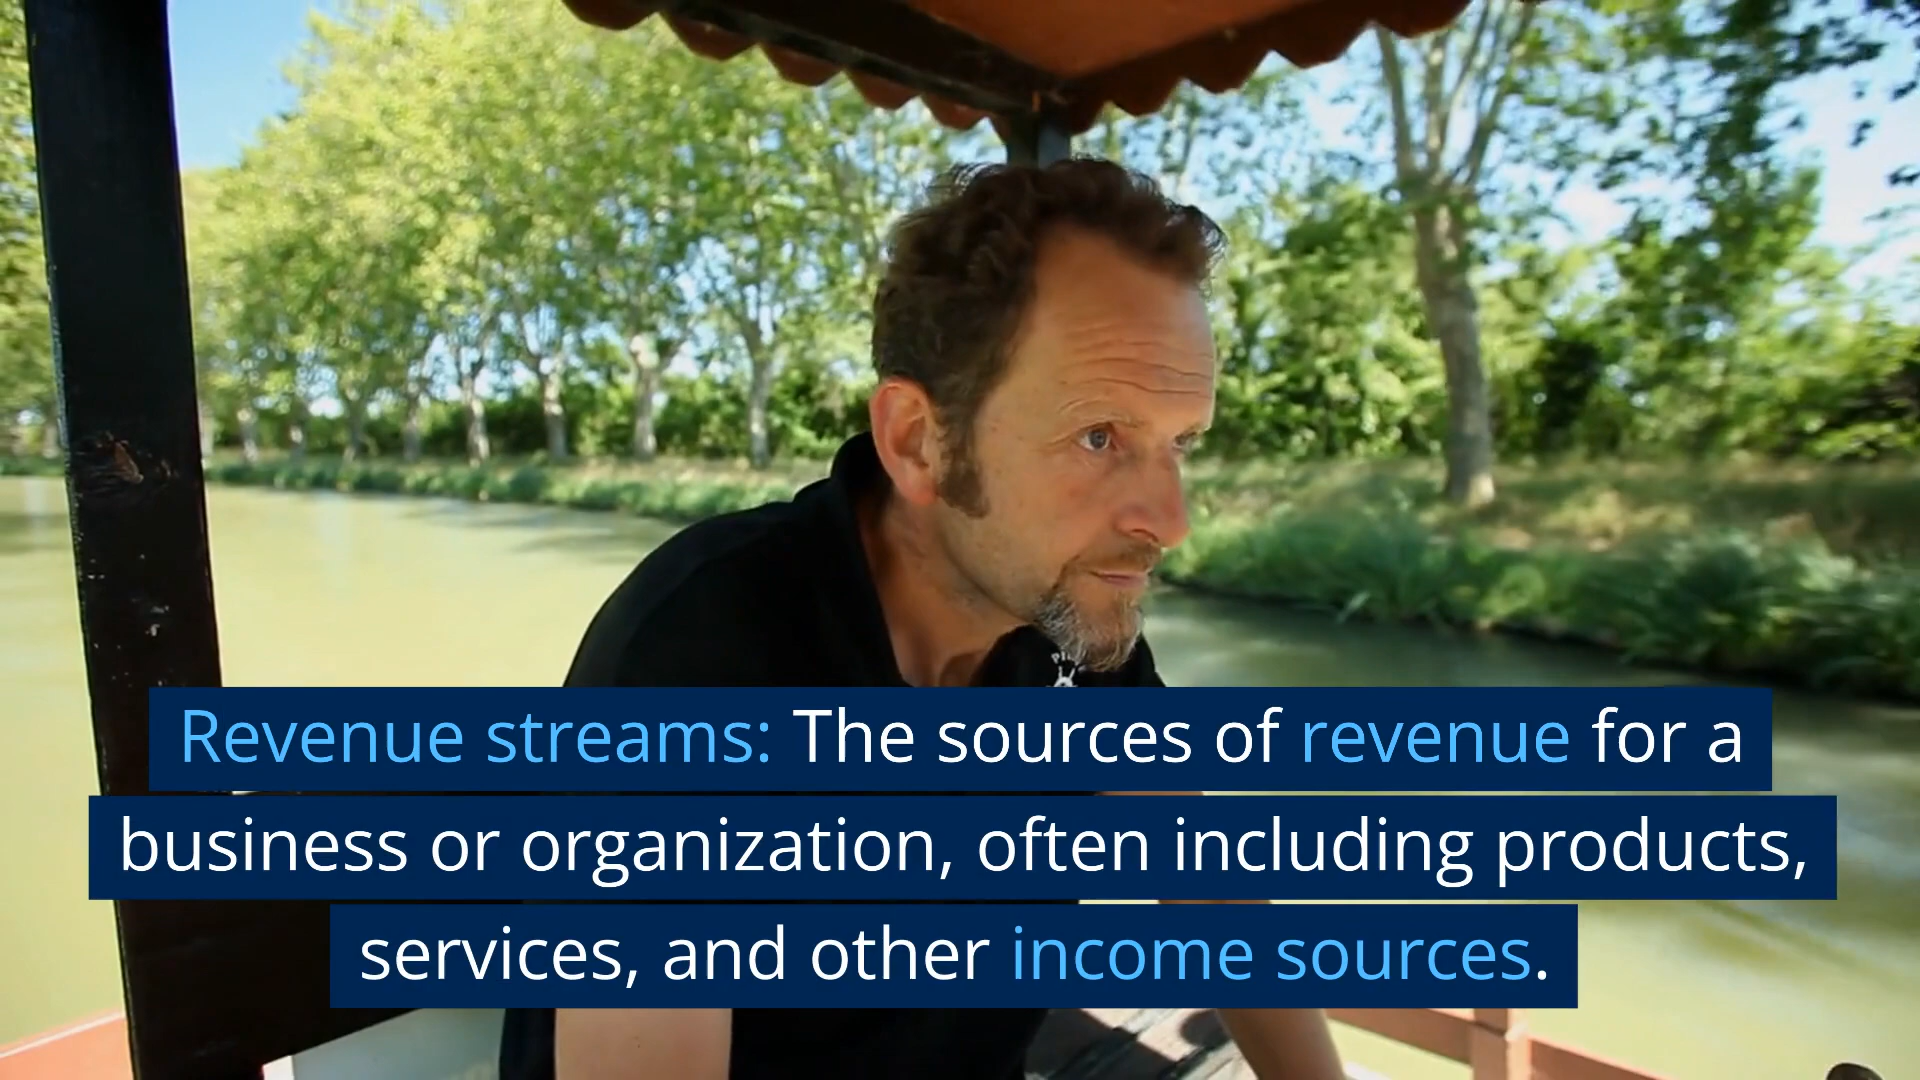 Revenue streams: The sources of revenue for a
business or organization, often including products,
services, and other income sources.